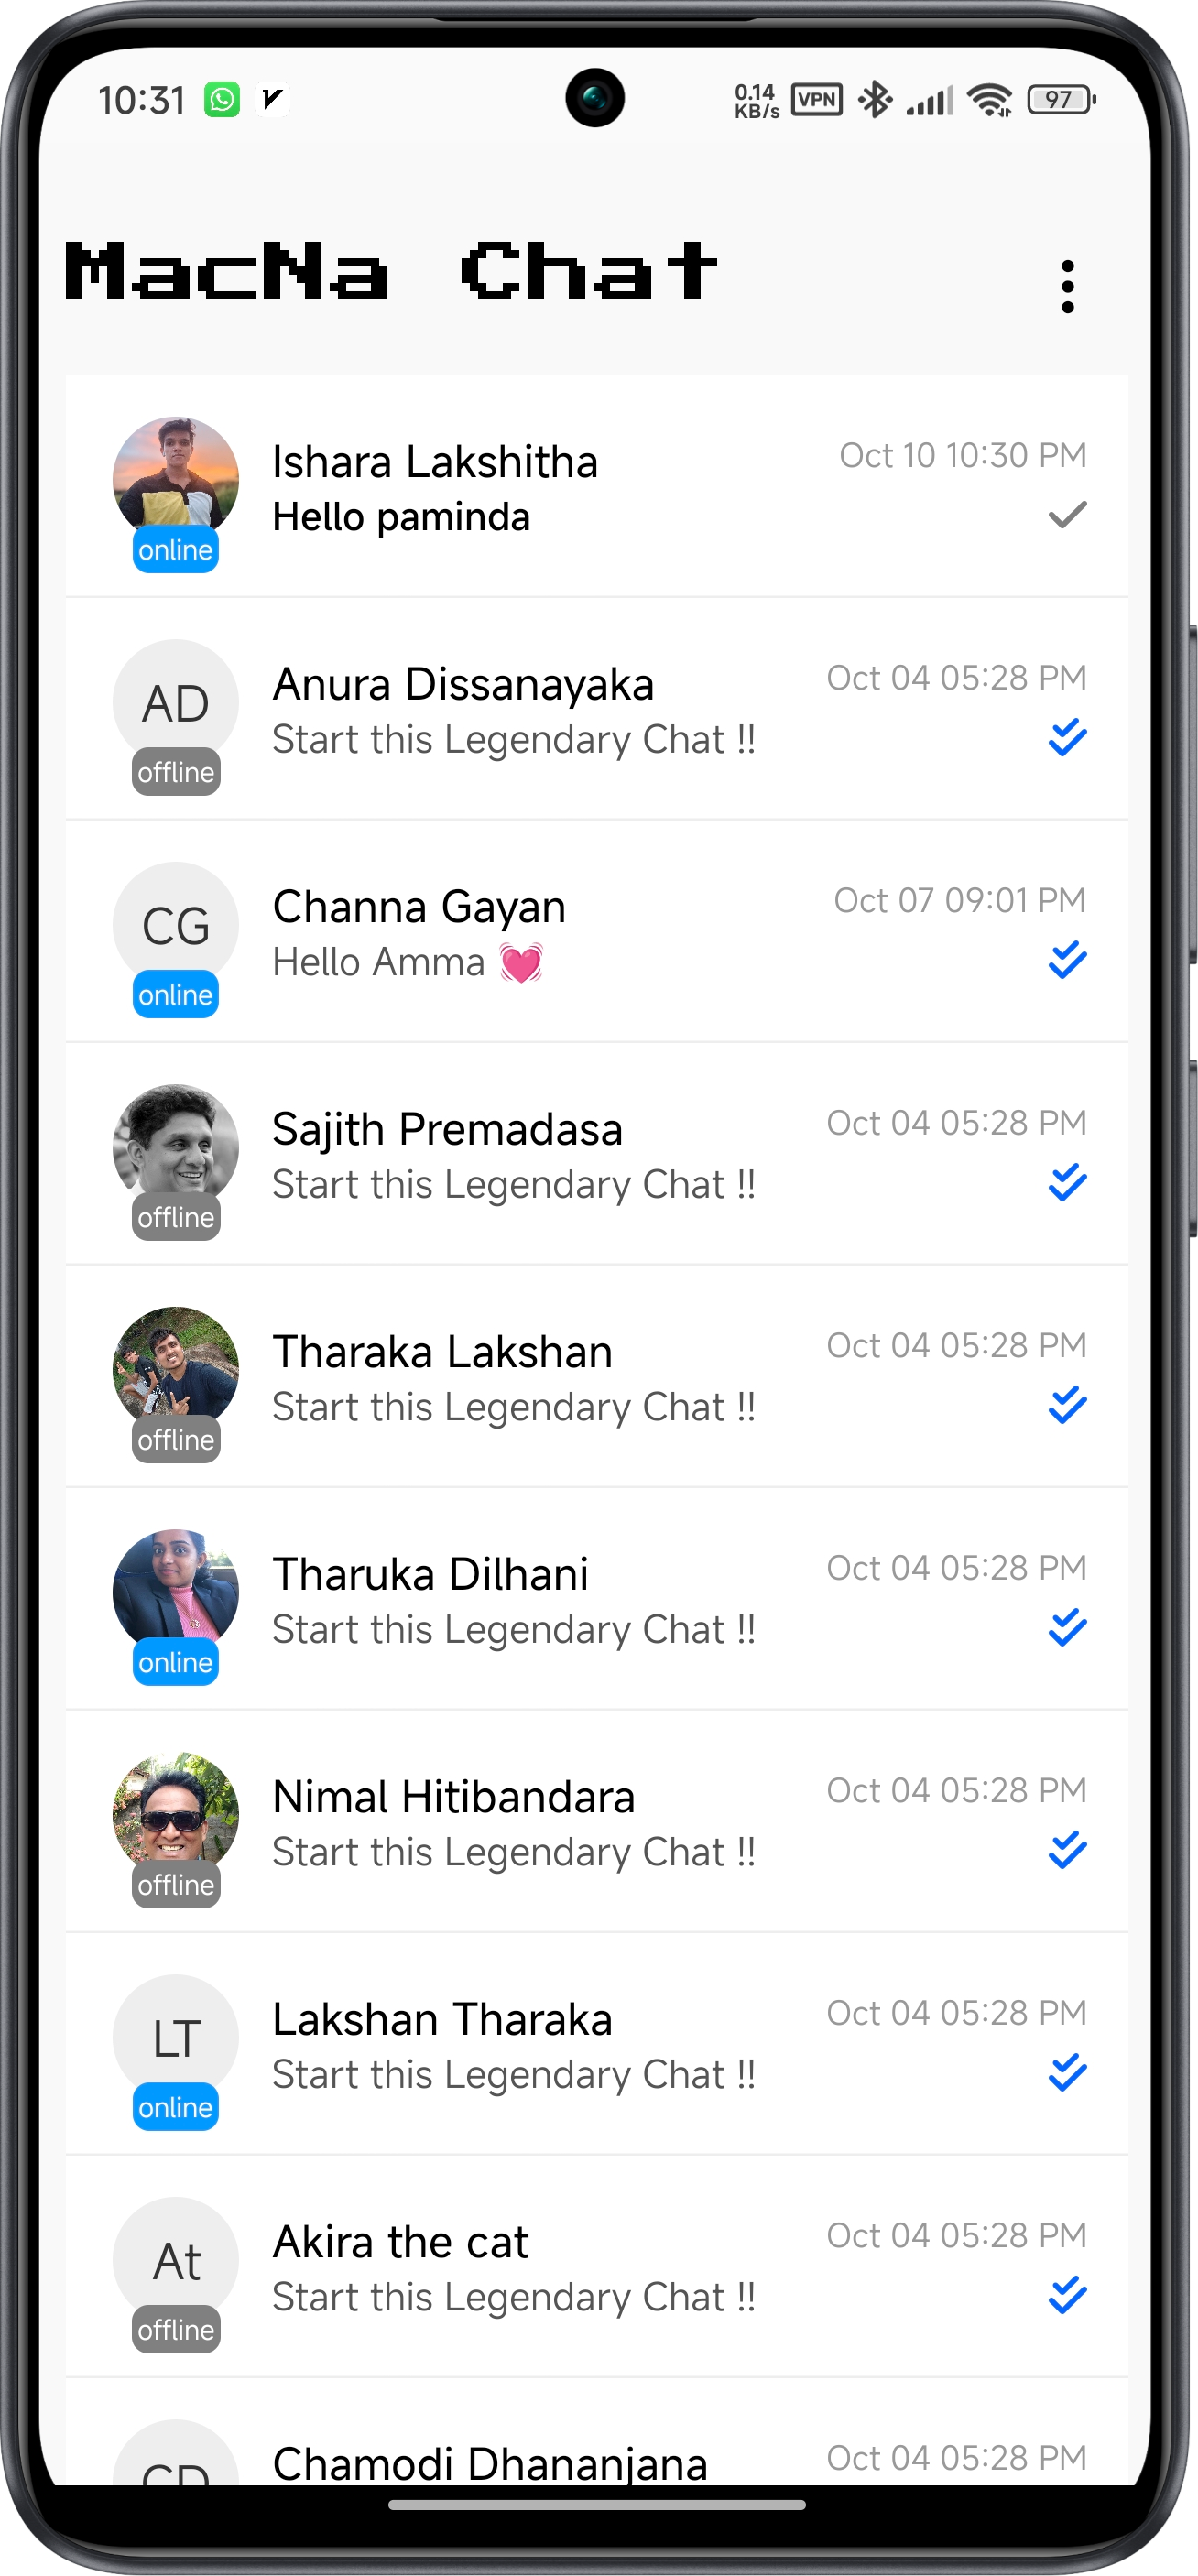 10:31 0.14 KB/s VPN 97
MacNa Chat
Ishara Lakshitha Oct 10 10:30 PM
Hello paminda
online
AD Anura Dissanayaka Oct 04 05:28 PM
Start this Legendary Chat !!
offline
CG Channa Gayan Oct 07 09:01 PM
Hello Amma 💓
online
Sajith Premadasa Oct 04 05:28 PM
Start this Legendary Chat !!
offline
Tharaka Lakshan Oct 04 05:28 PM
Start this Legendary Chat !!
offline
Tharuka Dilhani Oct 04 05:28 PM
Start this Legendary Chat !!
online
Nimal Hitibandara Oct 04 05:28 PM
Start this Legendary Chat !!
offline
LT Lakshan Tharaka Oct 04 05:28 PM
Start this Legendary Chat !!
online
At Akira the cat Oct 04 05:28 PM
Start this Legendary Chat !!
offline
CD Chamodi Dhananjana Oct 04 05:28 PM